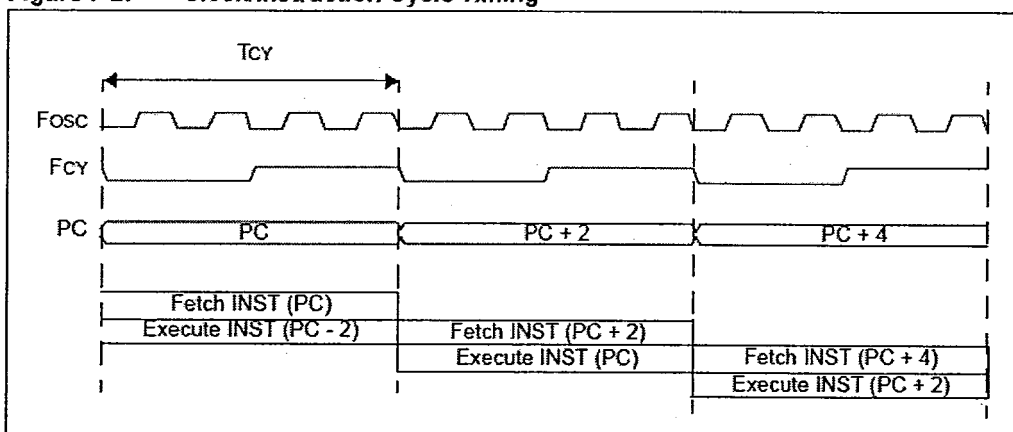 TCY
FOSC
FCY
PC
PC
PC + 2
PC + 4
Fetch INST (PC)
Execute INST (PC - 2)
Fetch INST (PC + 2)
Execute INST (PC)
Fetch INST (PC + 4)
Execute INST (PC + 2)